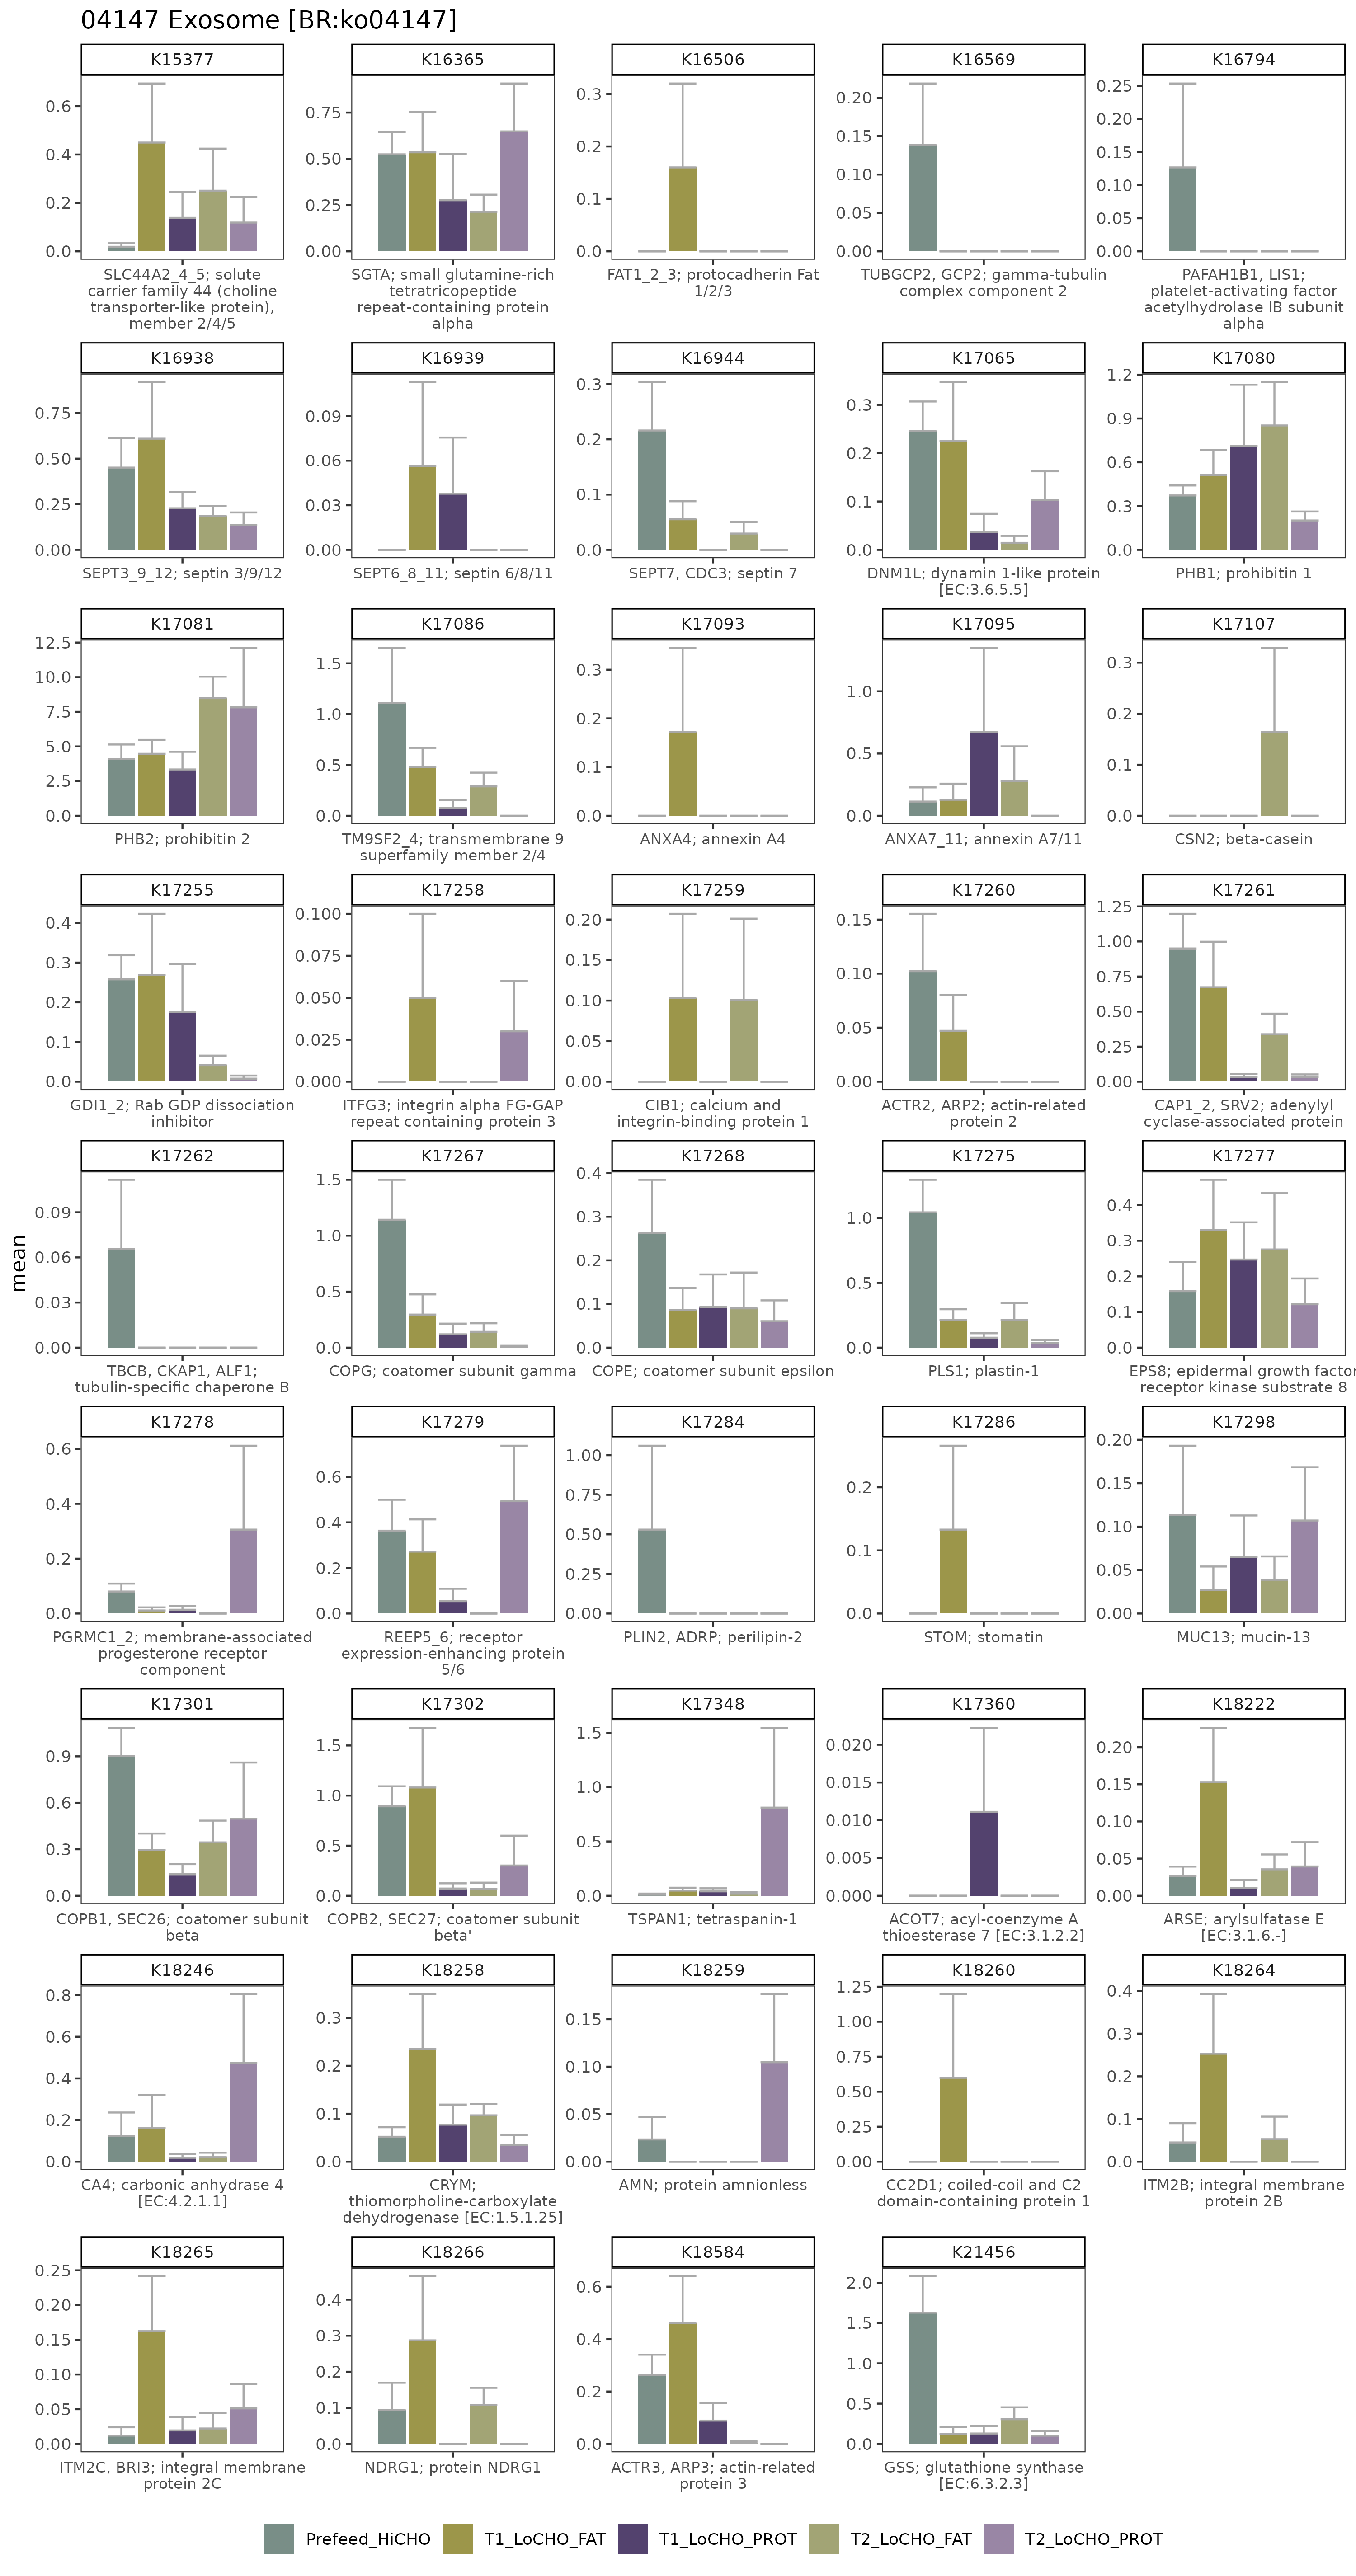 04147 Exosome [BR:ko04147]
K15377
K16365
K16506
K16569
K16794
0.6
0.4
0.2
0.0
0.75
0.50
0.25
0.00
0.3
0.2
0.1
0.0
0.20
0.15
0.10
0.05
0.00
0.25
0.20
0.15
0.10
0.05
0.00
SLC44A2_4_5; solute
carrier family 44 (choline
transporter-like protein),
member 2/4/5
SGTA; small glutamine-rich
tetratricopeptide
repeat-containing protein
alpha
FAT1_2_3; protocadherin Fat
1/2/3
TUBGCP2, GCP2; gamma-tubulin
complex component 2
PAFAH1B1, LIS1;
platelet-activating factor
acetylhydrolase IB subunit
alpha
K16938
K16939
K16944
K17065
K17080
0.75
0.50
0.25
0.00
0.09
0.06
0.03
0.00
0.3
0.2
0.1
0.0
0.3
0.2
0.1
0.0
1.2
0.9
0.6
0.3
0.0
SEPT3_9_12; septin 3/9/12
SEPT6_8_11; septin 6/8/11
SEPT7, CDC3; septin 7
DNM1L; dynamin 1-like protein
[EC:3.6.5.5]
PHB1; prohibitin 1
K17081
K17086
K17093
K17095
K17107
12.5
10.0
7.5
5.0
2.5
0.0
1.5
1.0
0.5
0.0
0.3
0.2
0.1
0.0
1.0
0.5
0.0
0.3
0.2
0.1
0.0
PHB2; prohibitin 2
TM9SF2_4; transmembrane 9
superfamily member 2/4
ANXA4; annexin A4
ANXA7_11; annexin A7/11
CSN2; beta-casein
K17255
K17258
K17259
K17260
K17261
0.4
0.3
0.2
0.1
0.0
0.100
0.075
0.050
0.025
0.000
0.20
0.15
0.10
0.05
0.00
0.15
0.10
0.05
0.00
1.25
1.00
0.75
0.50
0.25
0.00
GDI1_2; Rab GDP dissociation
inhibitor
ITFG3; integrin alpha FG-GAP
repeat containing protein 3
CIB1; calcium and
integrin-binding protein 1
ACTR2, ARP2; actin-related
protein 2
CAP1_2, SRV2; adenylyl
cyclase-associated protein
mean
K17262
K17267
K17268
K17275
K17277
0.09
0.06
0.03
0.00
1.5
1.0
0.5
0.0
0.4
0.3
0.2
0.1
0.0
1.0
0.5
0.0
0.4
0.3
0.2
0.1
0.0
TBCB, CKAP1, ALF1;
tubulin-specific chaperone B
COPG; coatomer subunit gamma
COPE; coatomer subunit epsilon
PLS1; plastin-1
EPS8; epidermal growth factor
receptor kinase substrate 8
K17278
K17279
K17284
K17286
K17298
0.6
0.4
0.2
0.0
0.6
0.4
0.2
0.0
1.00
0.75
0.50
0.25
0.00
0.2
0.1
0.0
0.20
0.15
0.10
0.05
0.00
PGRMC1_2; membrane-associated
progesterone receptor
component
REEP5_6; receptor
expression-enhancing protein
5/6
PLIN2, ADRP; perilipin-2
STOM; stomatin
MUC13; mucin-13
K17301
K17302
K17348
K17360
K18222
0.9
0.6
0.3
0.0
1.5
1.0
0.5
0.0
1.5
1.0
0.5
0.0
0.020
0.015
0.010
0.005
0.000
0.20
0.15
0.10
0.05
0.00
COPB1, SEC26; coatomer subunit
beta
COPB2, SEC27; coatomer subunit
beta'
TSPAN1; tetraspanin-1
ACOT7; acyl-coenzyme A
thioesterase 7 [EC:3.1.2.2]
ARSE; arylsulfatase E
[EC:3.1.6.-]
K18246
K18258
K18259
K18260
K18264
0.8
0.6
0.4
0.2
0.0
0.3
0.2
0.1
0.0
0.15
0.10
0.05
0.00
1.25
1.00
0.75
0.50
0.25
0.00
0.4
0.3
0.2
0.1
0.0
CA4; carbonic anhydrase 4
[EC:4.2.1.1]
CRYM;
thiomorpholine-carboxylate
dehydrogenase [EC:1.5.1.25]
AMN; protein amnionless
CC2D1; coiled-coil and C2
domain-containing protein 1
ITM2B; integral membrane
protein 2B
K18265
K18266
K18584
K21456
0.25
0.20
0.15
0.10
0.05
0.00
0.4
0.3
0.2
0.1
0.0
0.6
0.4
0.2
0.0
2.0
1.5
1.0
0.5
0.0
ITM2C, BRI3; integral membrane
protein 2C
NDRG1; protein NDRG1
ACTR3, ARP3; actin-related
protein 3
GSS; glutathione synthase
[EC:6.3.2.3]
Prefeed_HiCHO
T1_LoCHO_FAT
T1_LoCHO_PROT
T2_LoCHO_FAT
T2_LoCHO_PROT